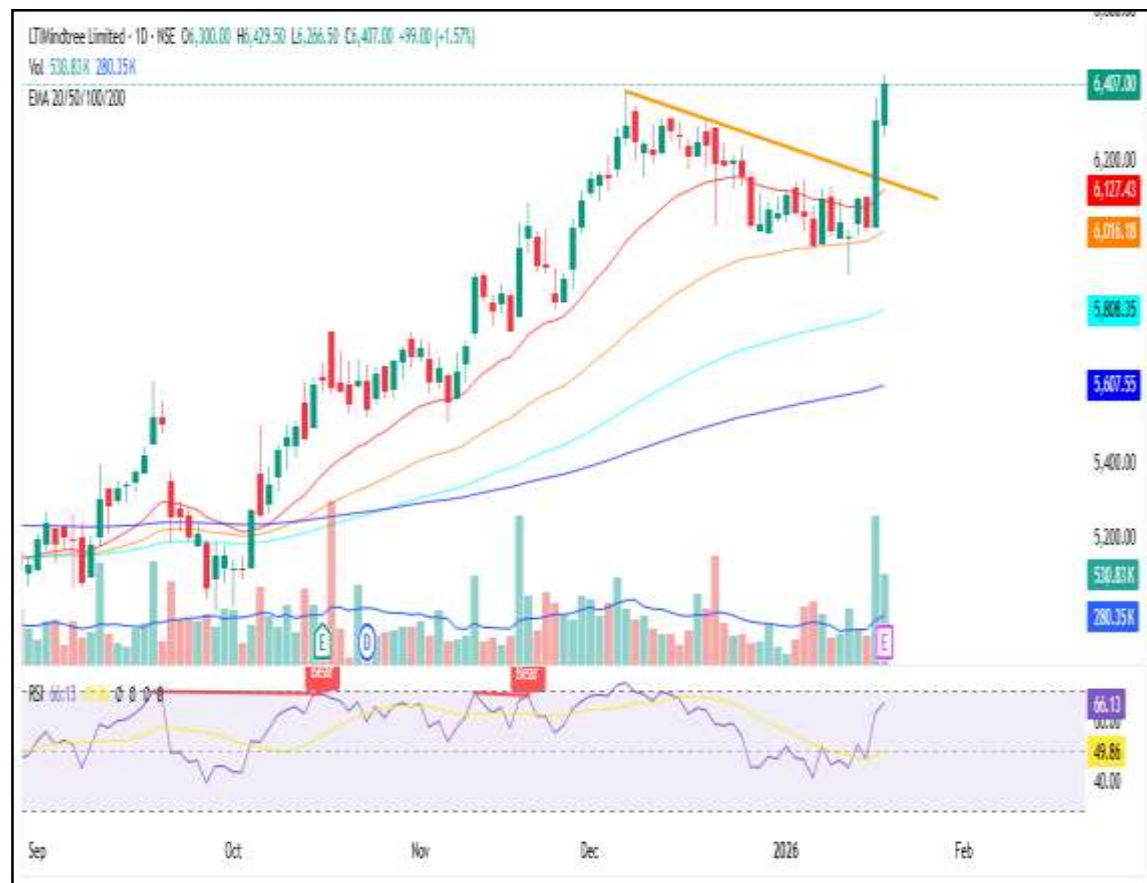 LTIMindtree Limited · 1D · NSE O6,300.00 H6,429.50 L6,266.50 C6,407.00 +99.00 (+1.57%)
Vol 530.83K 280.35K
EMA 20/50/100/200
6,407.00
6,200.00
6,127.43
6,016.18
5,808.35
5,607.55
5,400.00
5,200.00
530.83K
280.35K
E
D
E
RSI 66.13
66.13
60.00
49.86
40.00
Sep
Oct
Nov
Dec
2026
Feb